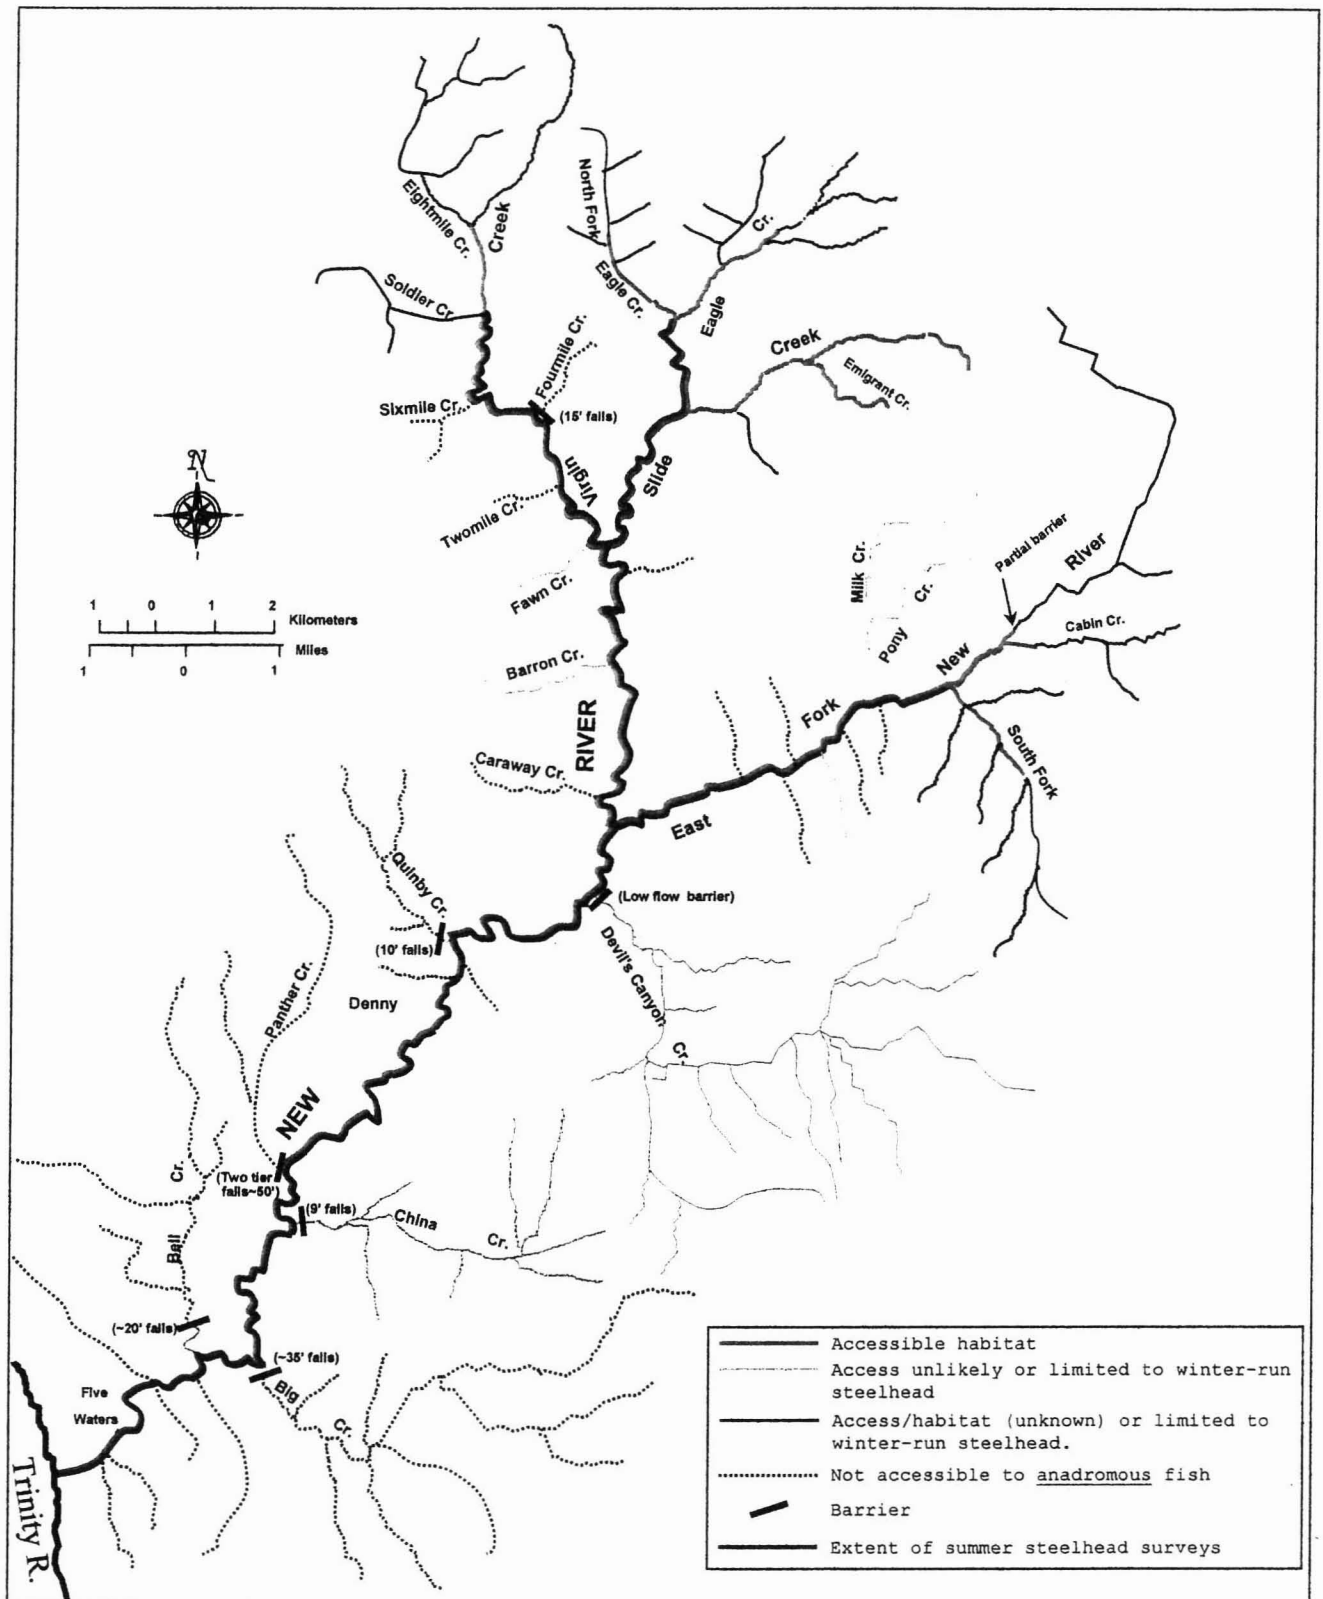 Eightmile Cr.
Creek
North Fork
Eagle Cr.
Cr.
Eagle
Soldier Cr.
Fourmile Cr.
Creek
Emigrant Cr.
Sixmile Cr.
(15' falls)
N
Virgin
Slide
Twomile Cr.
Partial barrier
River
Milk Cr.
Cr.
Pony
Fawn Cr.
Cabin Cr.
1 0 1 2
Kilometers
Miles
1 0 1
Barron Cr.
New
RIVER
Fork
South Fork
Caraway Cr.
East
Quinby Cr.
(Low flow barrier)
(10' falls)
Devil's Canyon
Cr.
Panther Cr.
Denny
NEW
Cr.
Bell
(Two tier
falls~50')
(9' falls)
China
Cr.
(~20' falls)
(~35' falls)
Big
Cr.
Five
Waters
Trinity R.
Accessible habitat
Access unlikely or limited to winter-run
steelhead
Access/habitat (unknown) or limited to
winter-run steelhead.
Not accessible to anadromous fish
Barrier
Extent of summer steelhead surveys